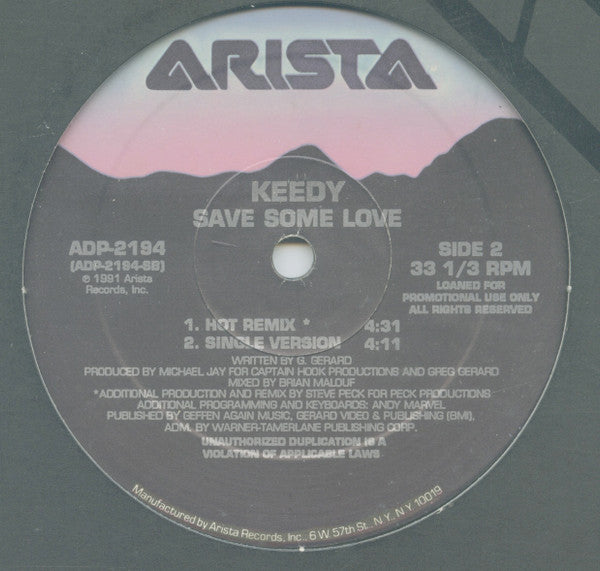 ARISTA
KEEDY
SAVE SOME LOVE
ADP-2194
(ADP-2194-SB)
℗ 1991 Arista
Records, Inc.
SIDE 2
33 1/3 RPM
LOANED FOR
PROMOTIONAL USE ONLY
ALL RIGHTS RESERVED
1. HOT REMIX * 4:31
2. SINGLE VERSION 4:11
WRITTEN BY G. GERARD
PRODUCED BY MICHAEL JAY FOR CAPTAIN HOOK PRODUCTIONS AND GREG GERARD
MIXED BY BRIAN MALOUF
*ADDITIONAL PRODUCTION AND REMIX BY STEVE PECK FOR PECK PRODUCTIONS
ADDITIONAL PROGRAMMING AND KEYBOARDS: ANDY MARVEL
PUBLISHED BY GEFFEN AGAIN MUSIC, GERARD VIDEO & PUBLISHING (BMI),
ADM. BY WARNER-TAMERLANE PUBLISHING CORP.
UNAUTHORIZED DUPLICATION IS A
VIOLATION OF APPLICABLE LAWS
Manufactured by Arista Records, Inc., 6 W 57th St., N.Y., N.Y. 10019